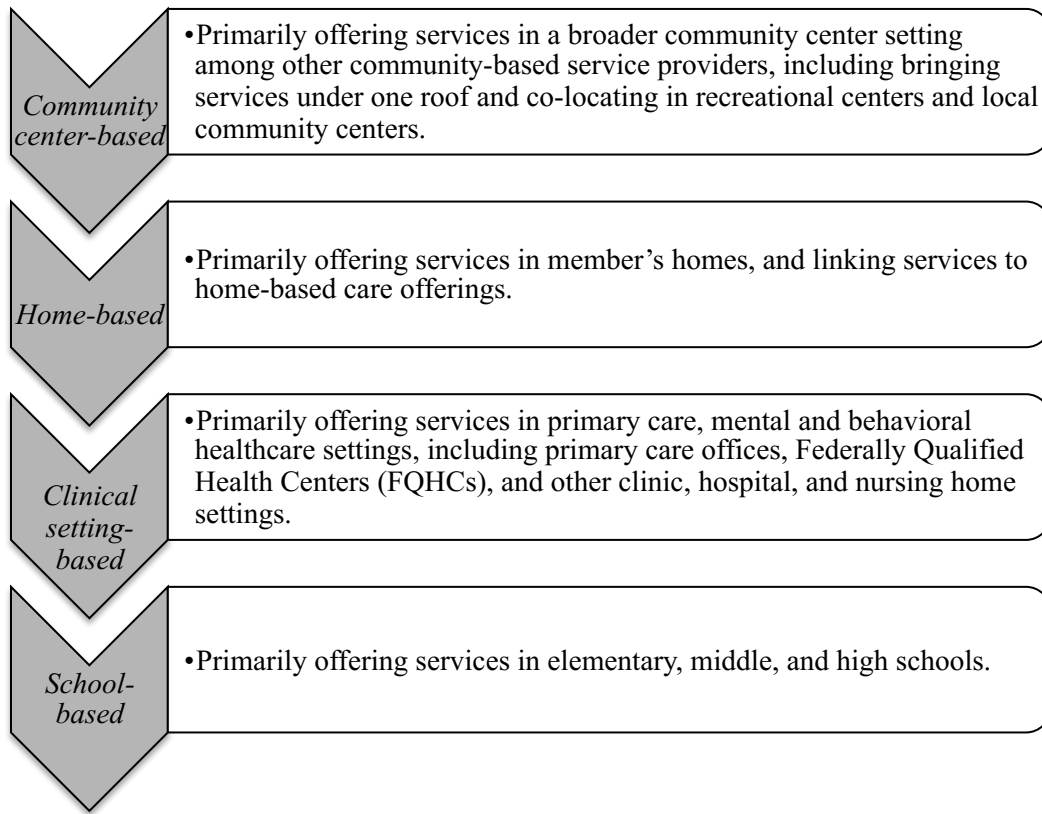 Community
center-based
•Primarily offering services in a broader community center setting
among other community-based service providers, including bringing
services under one roof and co-locating in recreational centers and local
community centers.
Home-based
•Primarily offering services in member’s homes, and linking services to
home-based care offerings.
Clinical
setting-
based
•Primarily offering services in primary care, mental and behavioral
healthcare settings, including primary care offices, Federally Qualified
Health Centers (FQHCs), and other clinic, hospital, and nursing home
settings.
School-
based
•Primarily offering services in elementary, middle, and high schools.